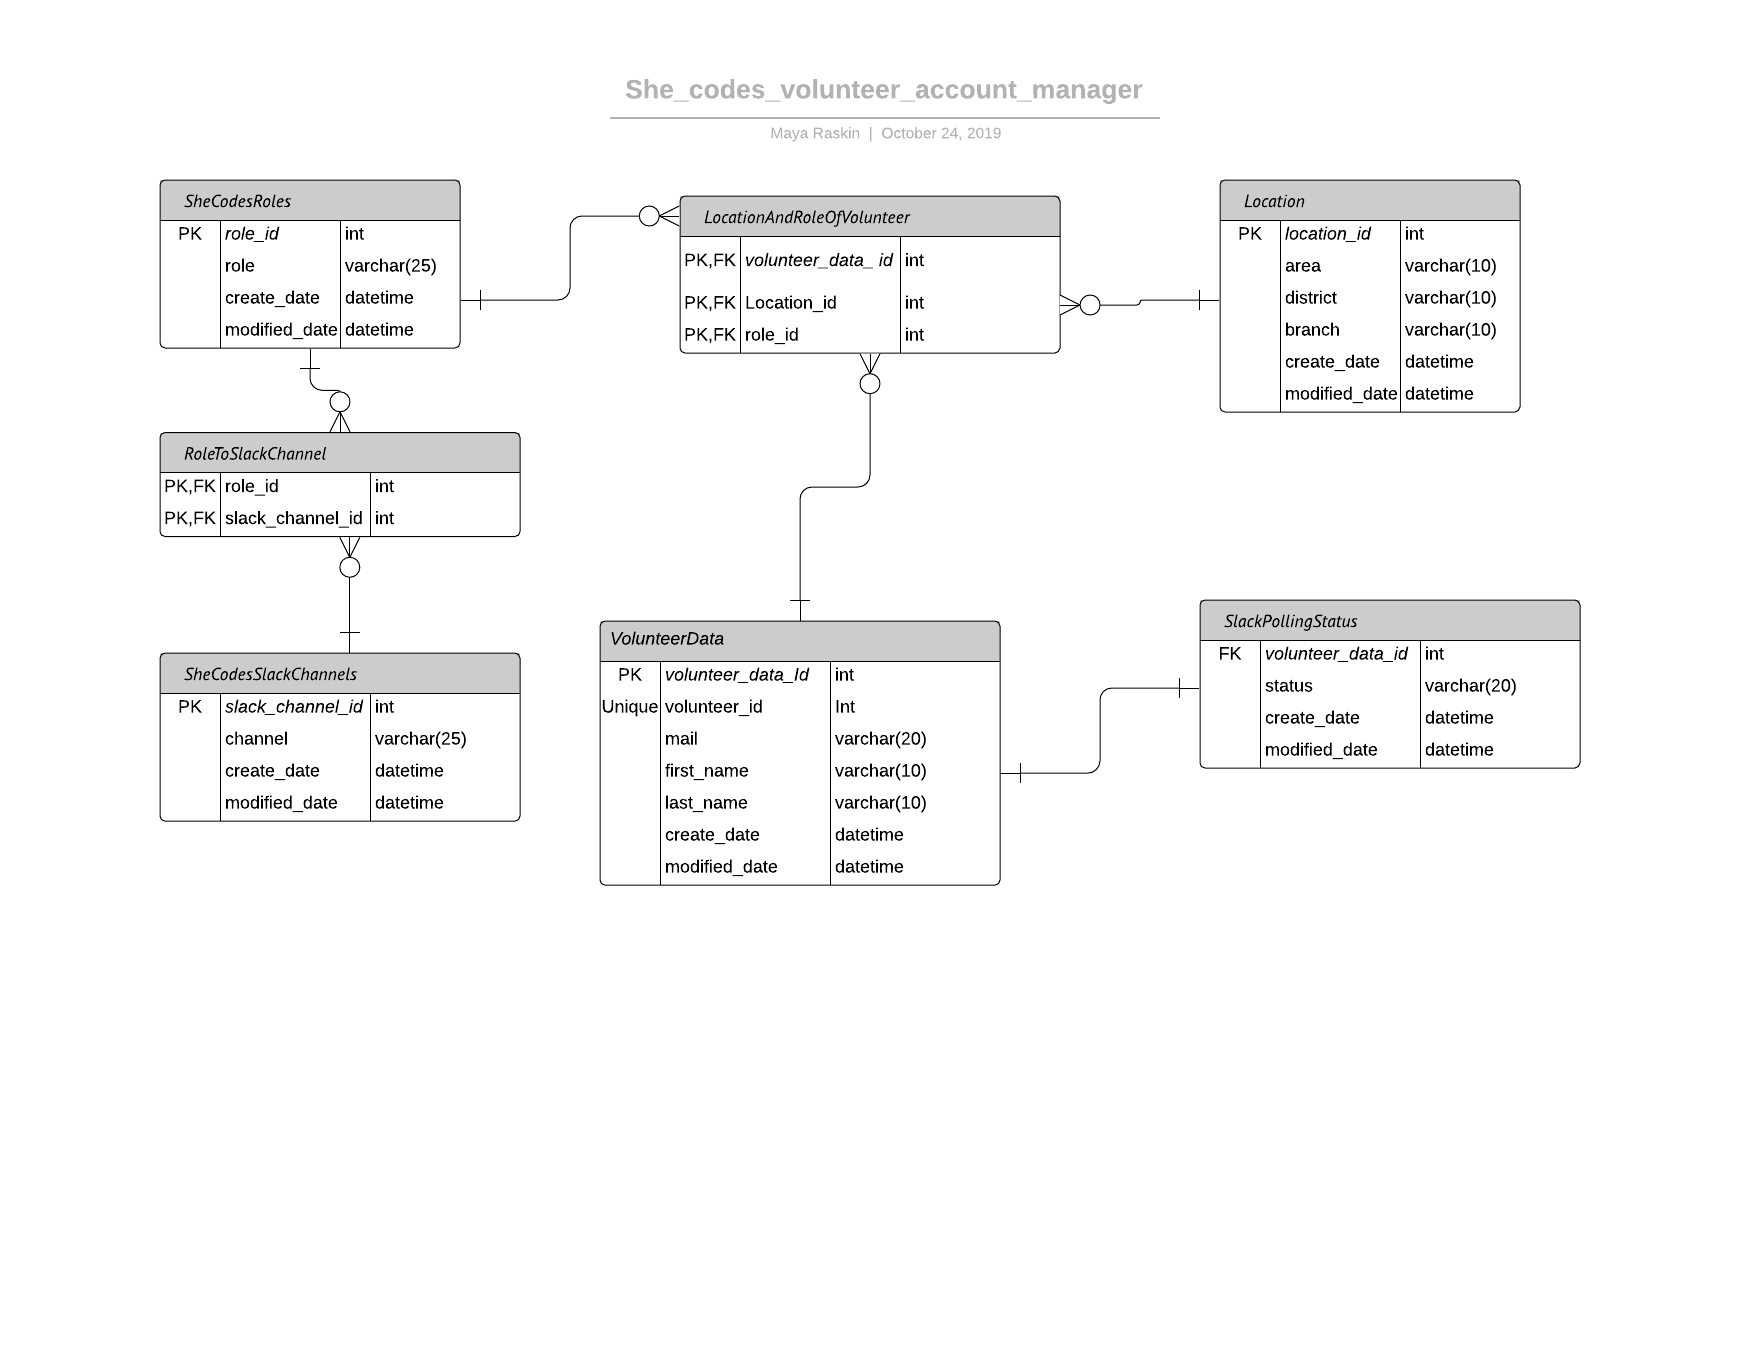 She_codes_volunteer_account_manager
Maya Raskin | October 24, 2019
SheCodesRoles
PK role_id int
role varchar(25)
create_date datetime
modified_date datetime
LocationAndRoleOfVolunteer
PK,FK volunteer_data_ id int
PK,FK Location_id int
PK,FK role_id int
Location
PK location_id int
area varchar(10)
district varchar(10)
branch varchar(10)
create_date datetime
modified_date datetime
RoleToSlackChannel
PK,FK role_id int
PK,FK slack_channel_id int
SheCodesSlackChannels
PK slack_channel_id int
channel varchar(25)
create_date datetime
modified_date datetime
VolunteerData
PK volunteer_data_Id int
Unique volunteer_id Int
mail varchar(20)
first_name varchar(10)
last_name varchar(10)
create_date datetime
modified_date datetime
SlackPollingStatus
FK volunteer_data_id int
status varchar(20)
create_date datetime
modified_date datetime